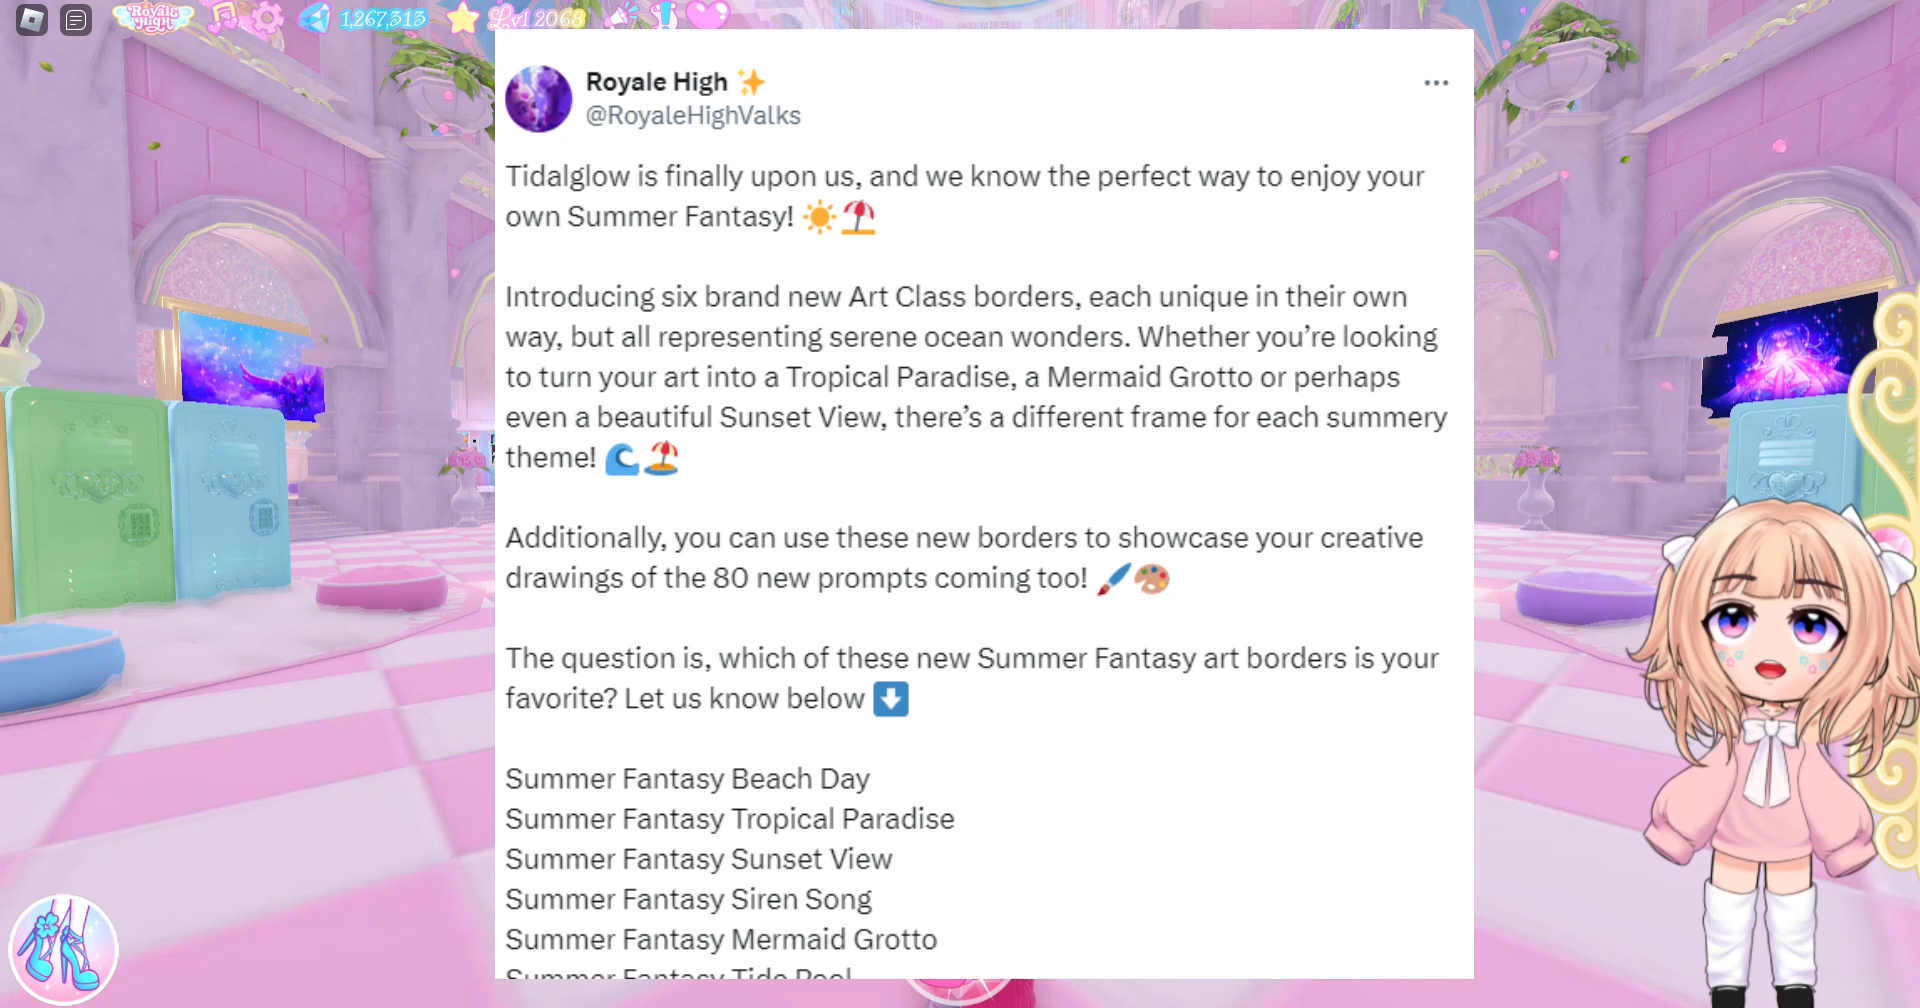 Royale High
1,267,313
Lvl 2068
Royale High ✨
@RoyaleHighValks
Tidalglow is finally upon us, and we know the perfect way to enjoy your
own Summer Fantasy! ☀️⛱️
Introducing six brand new Art Class borders, each unique in their own
way, but all representing serene ocean wonders. Whether you’re looking
to turn your art into a Tropical Paradise, a Mermaid Grotto or perhaps
even a beautiful Sunset View, there’s a different frame for each summery
theme! 🌊🏖️
Additionally, you can use these new borders to showcase your creative
drawings of the 80 new prompts coming too! 🖌️🎨
The question is, which of these new Summer Fantasy art borders is your
favorite? Let us know below ⬇️
Summer Fantasy Beach Day
Summer Fantasy Tropical Paradise
Summer Fantasy Sunset View
Summer Fantasy Siren Song
Summer Fantasy Mermaid Grotto
Summer Fantasy Tide Pool